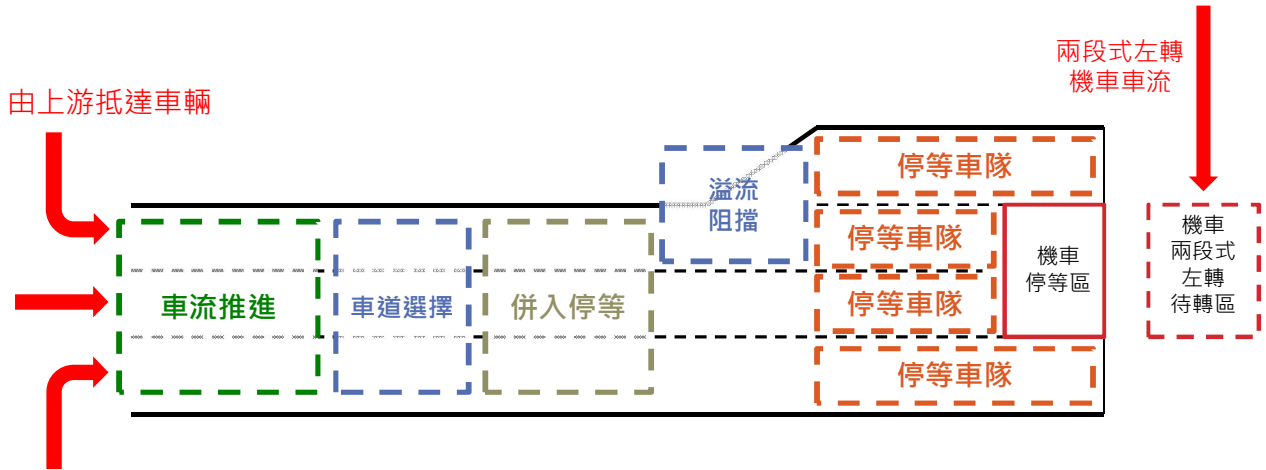 兩段式左轉
機車車流
由上游抵達車輛
停等車隊
溢流
阻擋
停等車隊
機車
兩段式
左轉
待轉區
機車
停等區
車流推進
車道選擇
併入停等
停等車隊
停等車隊